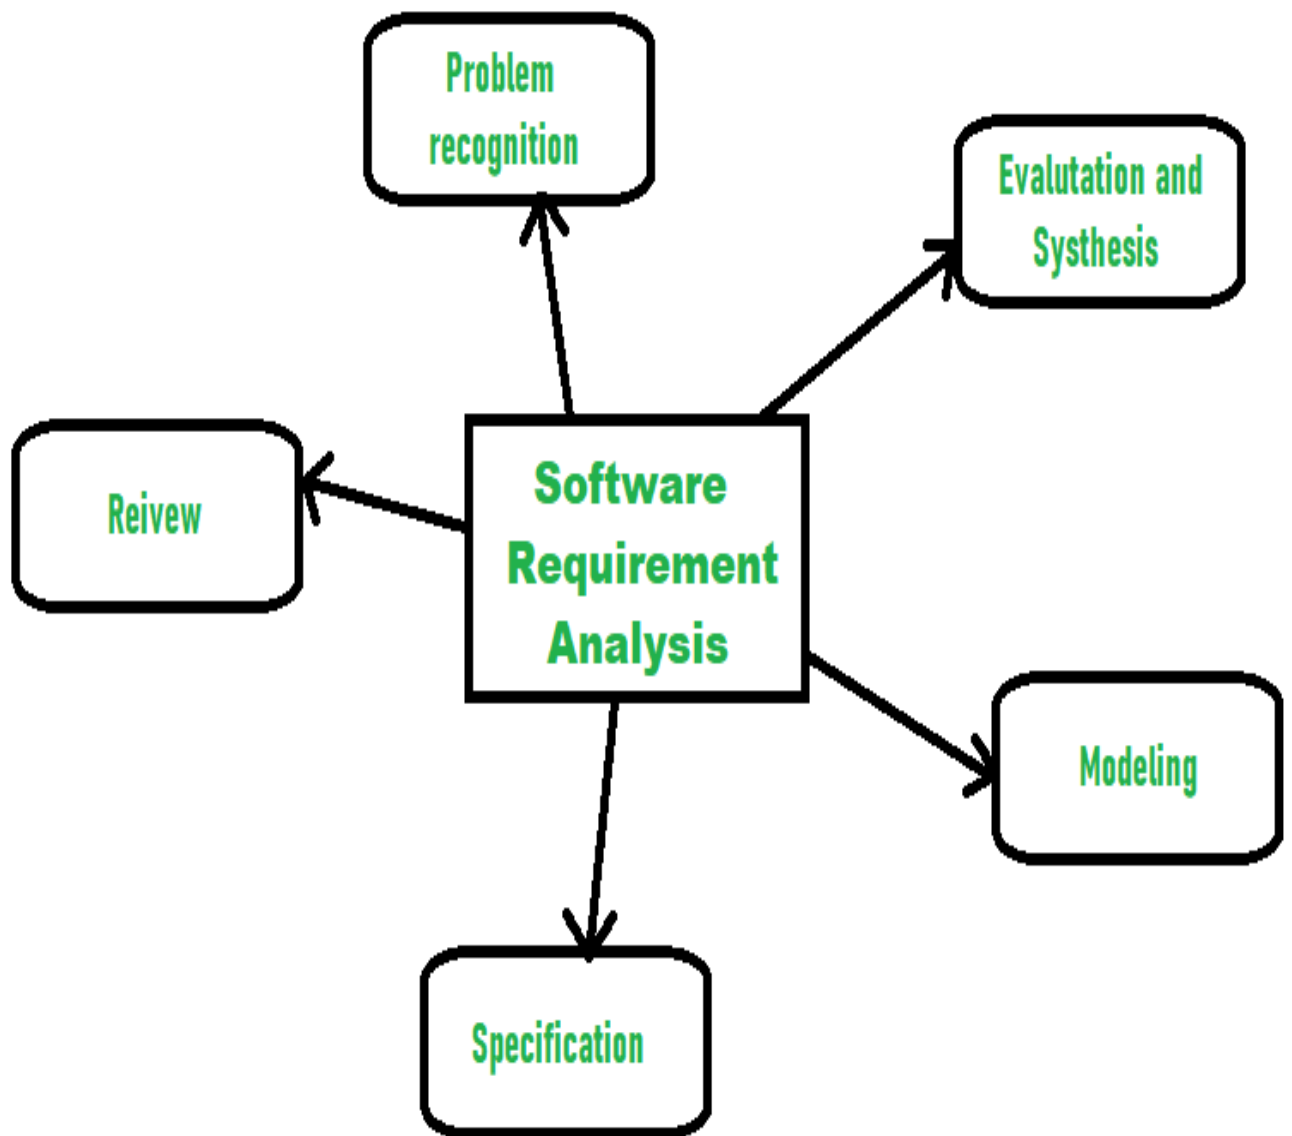 Problem
recognition
Evalutation and
Systhesis
Reivew
Software
Requirement
Analysis
Modeling
Specification